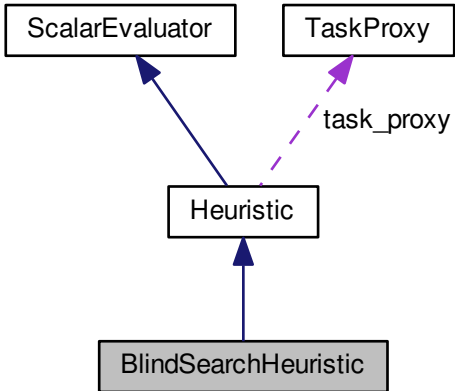 ScalarEvaluator
TaskProxy
task_proxy
Heuristic
BlindSearchHeuristic